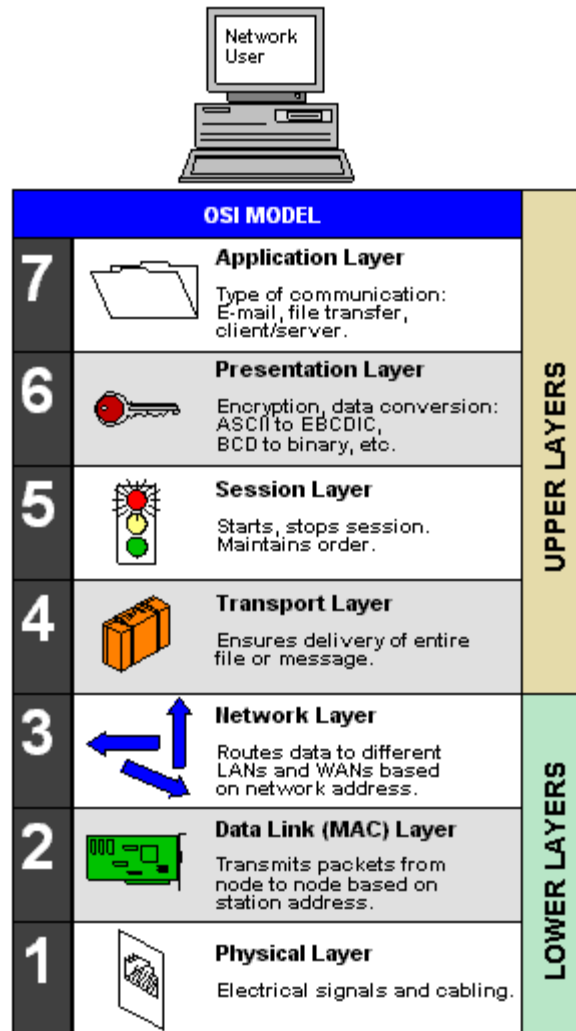 Network
User
OSI MODEL
7
Application Layer
Type of communication:
E-mail, file transfer,
client/server.
6
Presentation Layer
Encryption, data conversion:
ASCII to EBCDIC,
BCD to binary, etc.
5
Session Layer
Starts, stops session.
Maintains order.
4
Transport Layer
Ensures delivery of entire
file or message.
UPPER LAYERS
3
Network Layer
Routes data to different
LANs and WANs based
on network address.
2
Data Link (MAC) Layer
Transmits packets from
node to node based on
station address.
1
Physical Layer
Electrical signals and cabling.
LOWER LAYERS